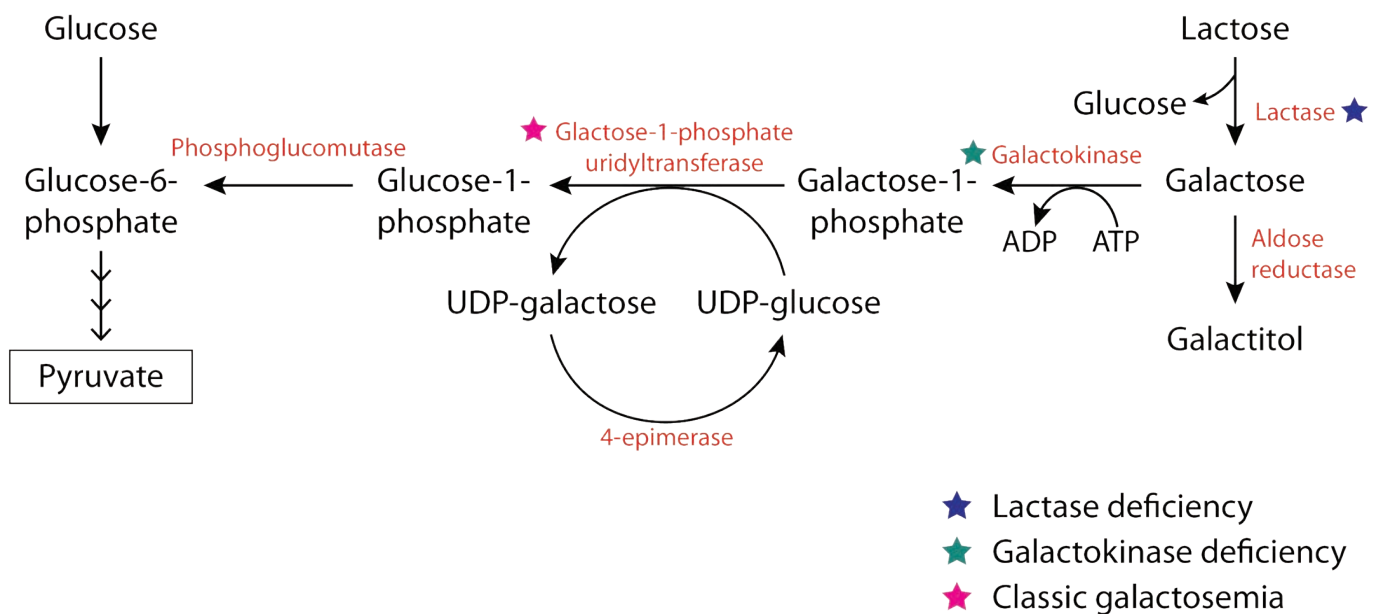 Glucose
Lactose
Glucose
Lactase
Phosphoglucomutase
Glactose-1-phosphate
uridyltransferase
Galactokinase
Glucose-6-
phosphate
Glucose-1-
phosphate
Galactose-1-
phosphate
Galactose
ADP
ATP
Aldose
reductase
UDP-galactose
UDP-glucose
Galactitol
Pyruvate
4-epimerase
Lactase deficiency
Galactokinase deficiency
Classic galactosemia